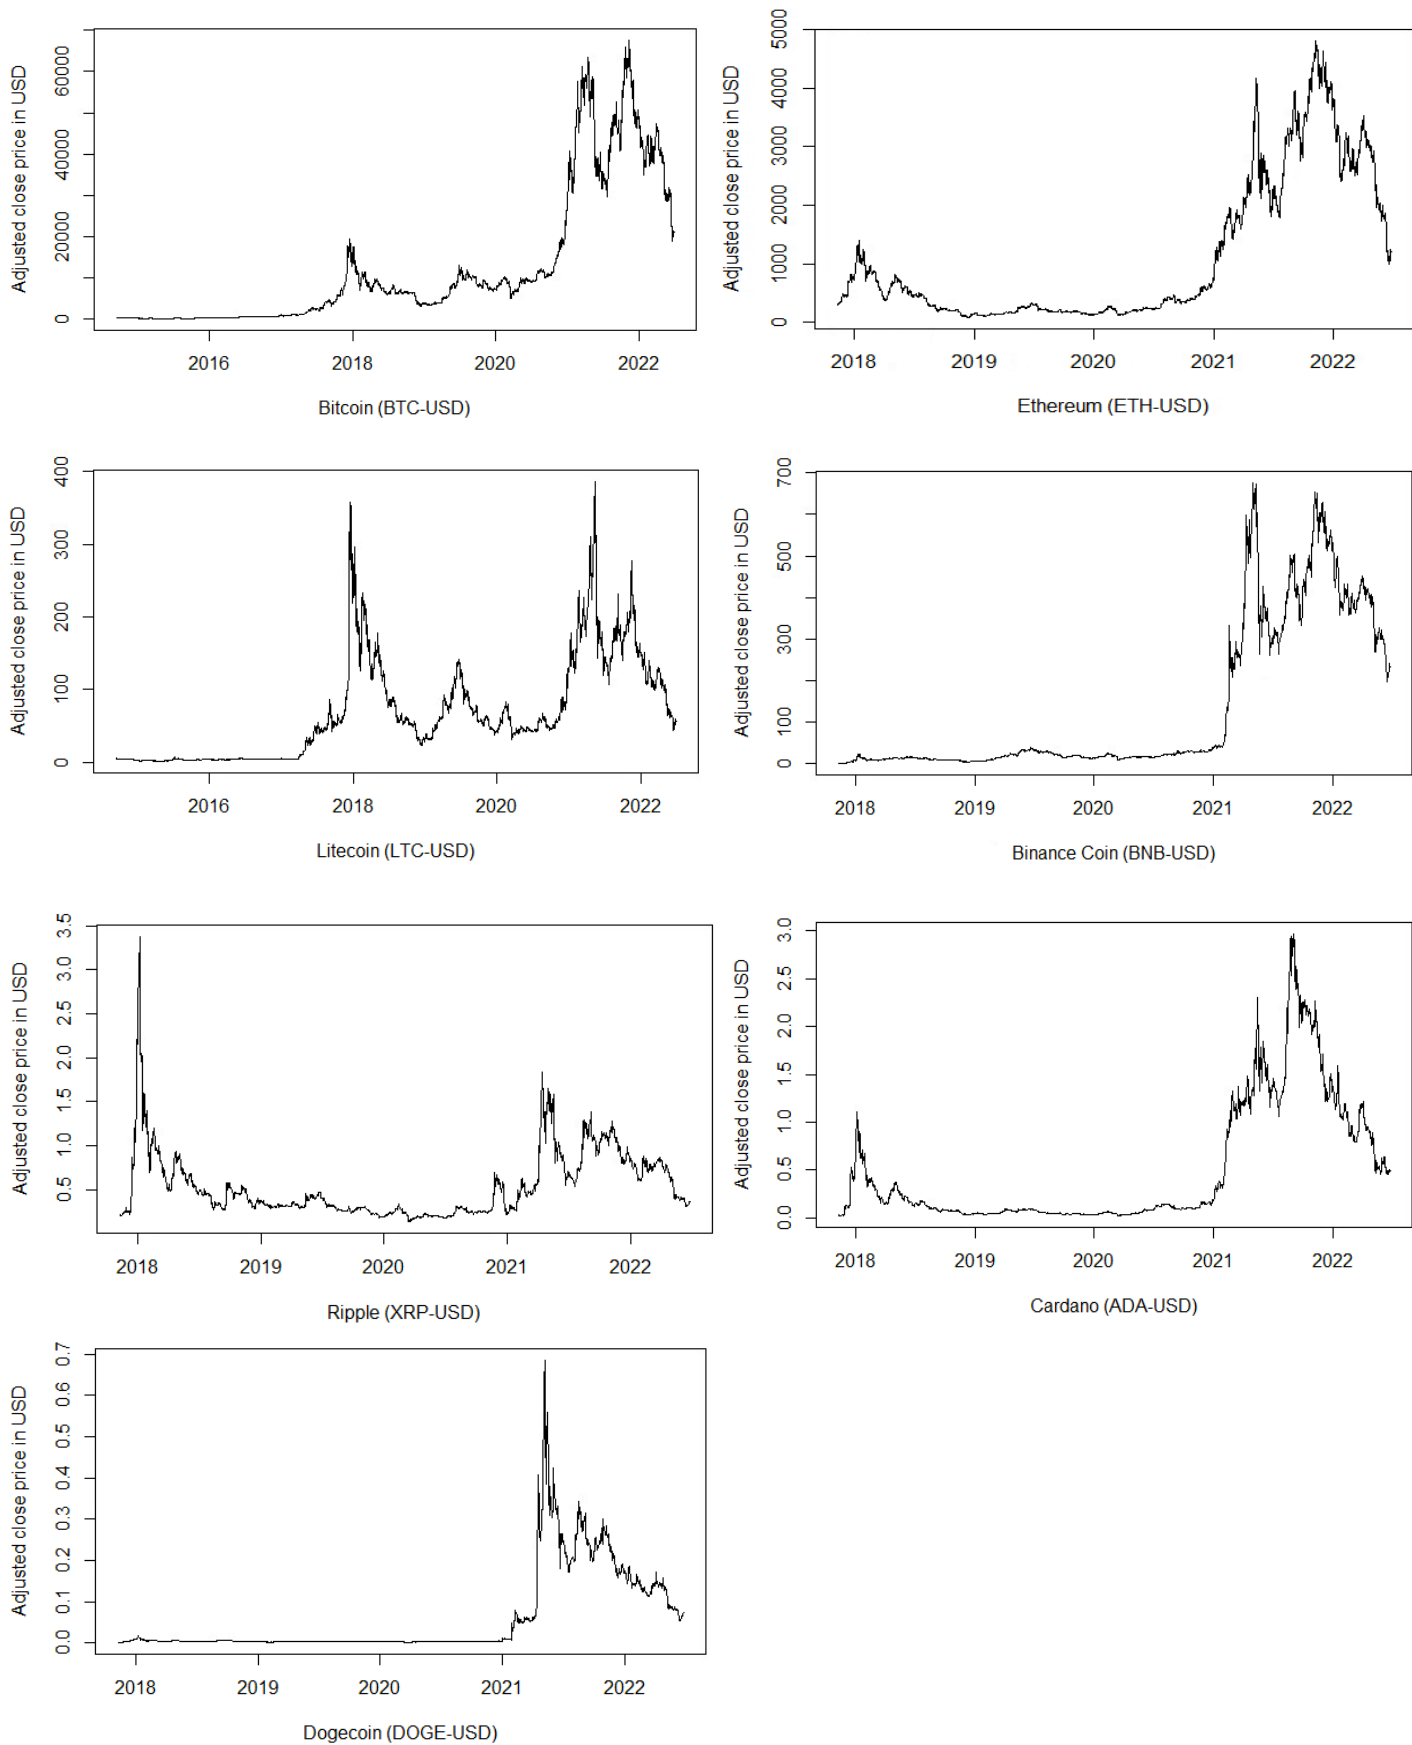 Adjusted close price in USD
0 20000 40000 60000
2016 2018 2020 2022
Bitcoin (BTC-USD)
Adjusted close price in USD
0 1000 2000 3000 4000 5000
2018 2019 2020 2021 2022
Ethereum (ETH-USD)
Adjusted close price in USD
0 100 200 300 400
2016 2018 2020 2022
Litecoin (LTC-USD)
Adjusted close price in USD
0 100 300 500 700
2018 2019 2020 2021 2022
Binance Coin (BNB-USD)
Adjusted close price in USD
0.5 1.0 1.5 2.0 2.5 3.0 3.5
2018 2019 2020 2021 2022
Ripple (XRP-USD)
Adjusted close price in USD
0.0 0.5 1.0 1.5 2.0 2.5 3.0
2018 2019 2020 2021 2022
Cardano (ADA-USD)
Adjusted close price in USD
0.0 0.1 0.2 0.3 0.4 0.5 0.6 0.7
2018 2019 2020 2021 2022
Dogecoin (DOGE-USD)